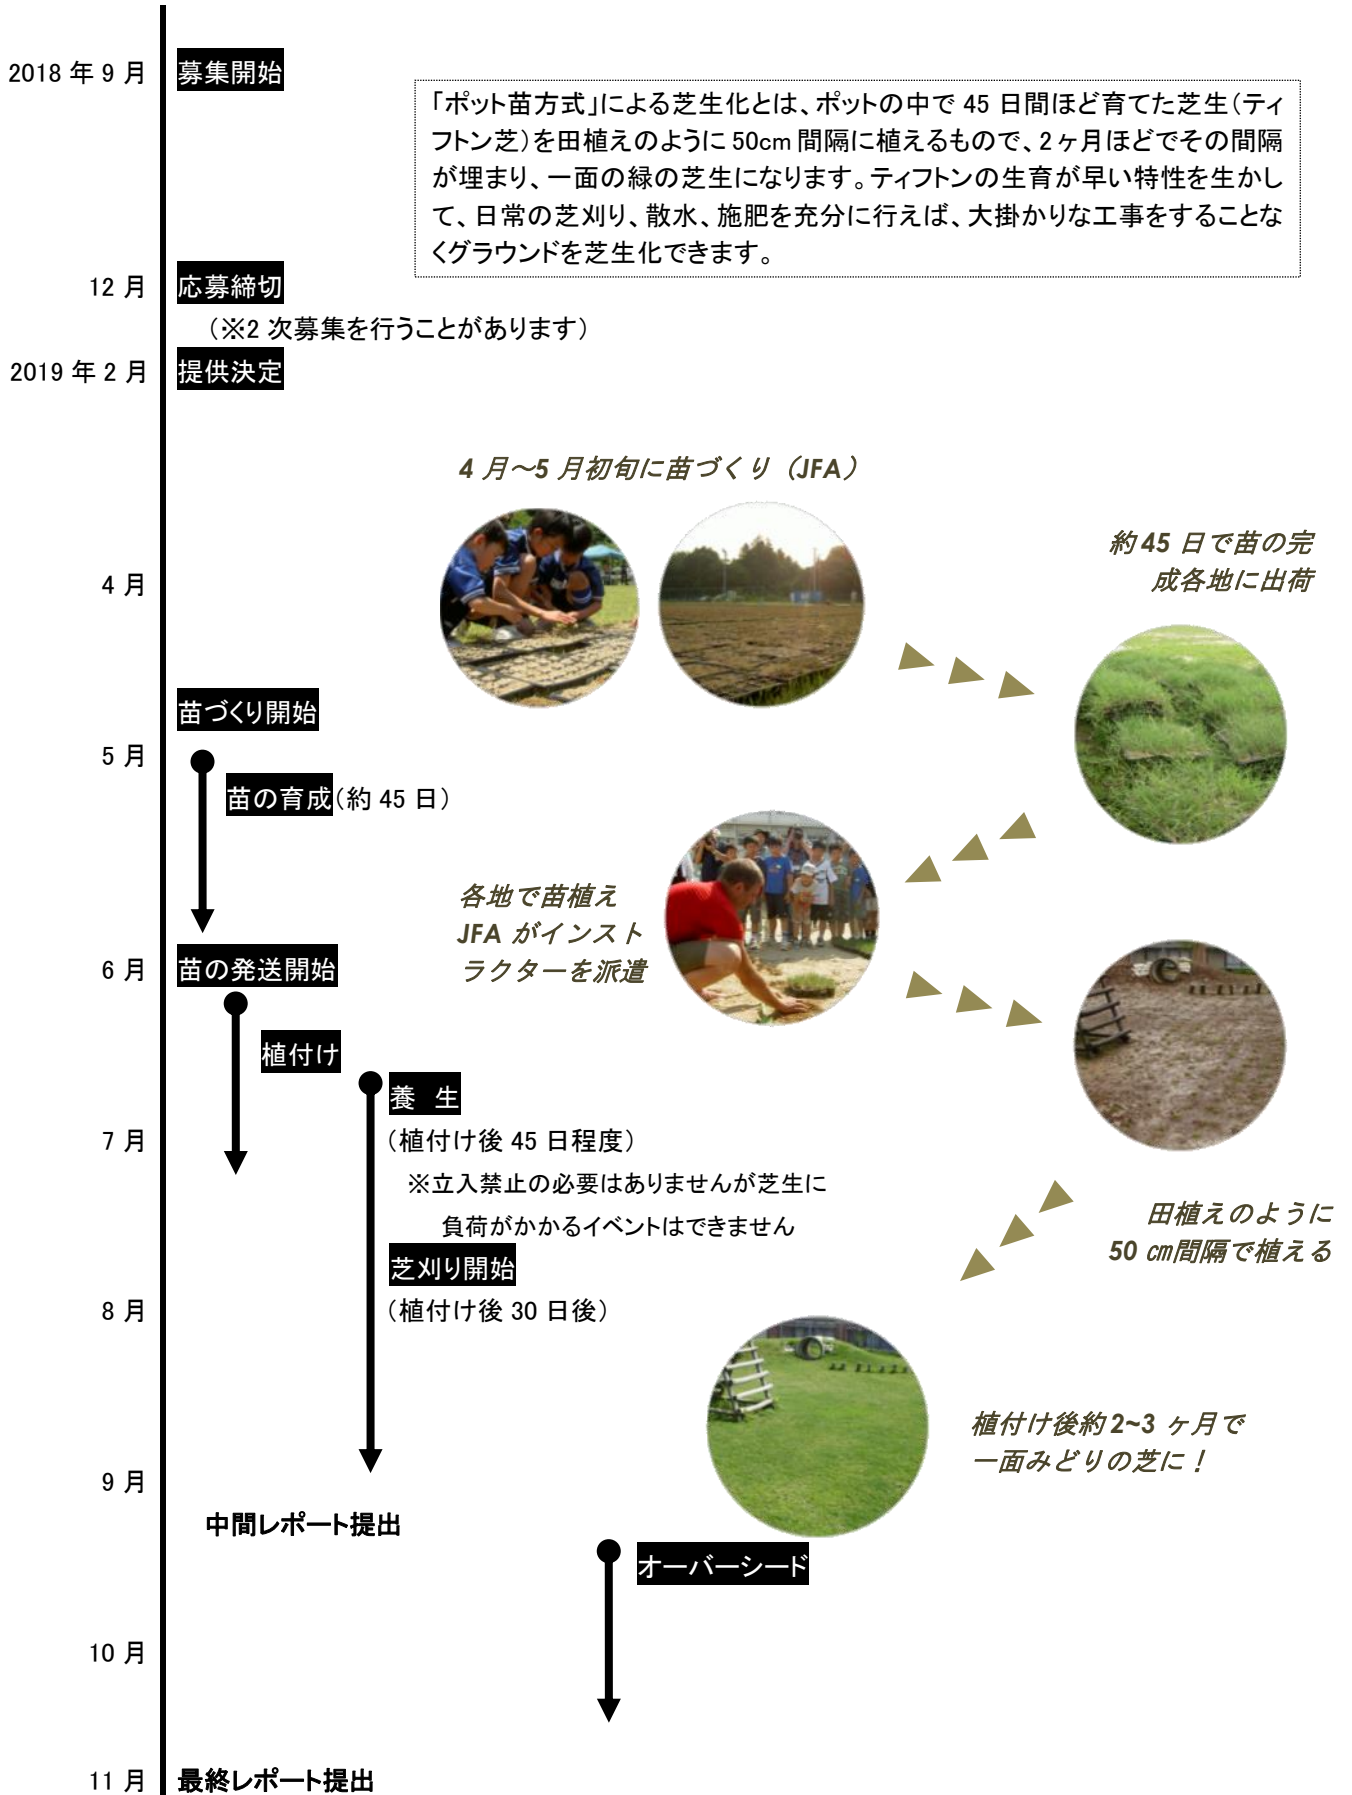 2018 年 9 月 募集開始
「ポット苗方式」による芝生化とは、ポットの中で 45 日間ほど育てた芝生（ティ
フトン芝）を田植えのように 50cm 間隔に植えるもので、2 ヶ月ほどでその間隔
が埋まり、一面の緑の芝生になります。ティフトンの生育が早い特性を生かし
て、日常の芝刈り、散水、施肥を充分に行えば、大掛かりな工事をすることな
くグラウンドを芝生化できます。
12 月 応募締切
（※2 次募集を行うことがあります）
2019 年 2 月 提供決定
4 月～5 月初旬に苗づくり（JFA）
約 45 日で苗の完
成各地に出荷
4 月
苗づくり開始
5 月
苗の育成（約 45 日）
各地で苗植え
JFA がインスト
ラクターを派遣
6 月 苗の発送開始
植付け
養　生
7 月 （植付け後 45 日程度）
※立入禁止の必要はありませんが芝生に
負荷がかかるイベントはできません
田植えのように
50 ㎝間隔で植える
芝刈り開始
8 月 （植付け後 30 日後）
植付け後約 2~3 ヶ月で
一面みどりの芝に！
9 月
中間レポート提出
オーバーシード
10 月
11 月 最終レポート提出